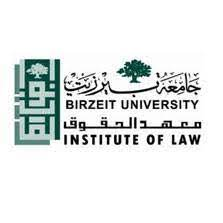 جامعة بيرزيت
BIRZEIT UNIVERSITY
معهد الحقوق
INSTITUTE OF LAW